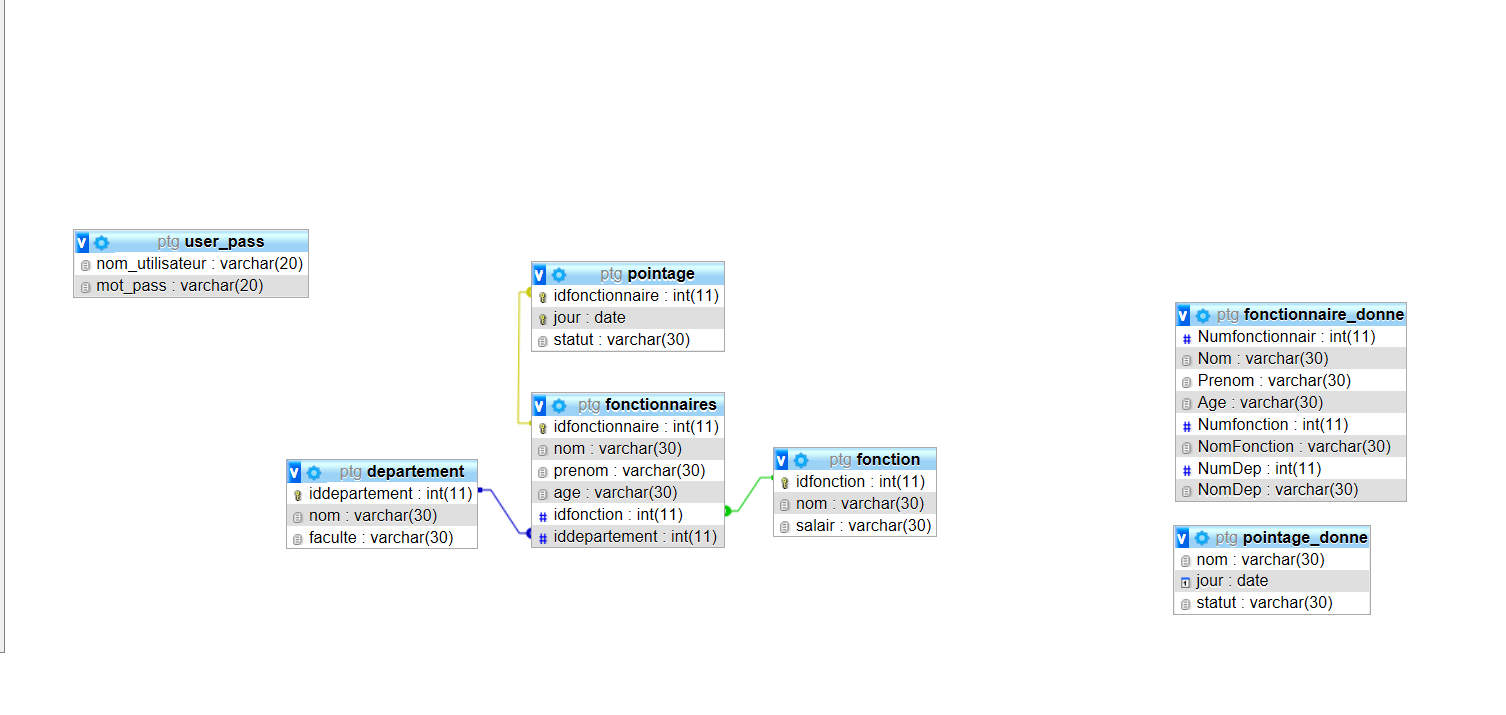 ptg user_pass
nom_utilisateur : varchar(20)
mot_pass : varchar(20)
ptg pointage
idfonctionnaire : int(11)
jour : date
statut : varchar(30)
ptg fonctionnaires
idfonctionnaire : int(11)
nom : varchar(30)
prenom : varchar(30)
age : varchar(30)
idfonction : int(11)
iddepartement : int(11)
ptg departement
iddepartement : int(11)
nom : varchar(30)
faculte : varchar(30)
ptg fonction
idfonction : int(11)
nom : varchar(30)
salair : varchar(30)
ptg fonctionnaire_donne
Numfonctionnair : int(11)
Nom : varchar(30)
Prenom : varchar(30)
Age : varchar(30)
Numfonction : int(11)
NomFonction : varchar(30)
NumDep : int(11)
NomDep : varchar(30)
ptg pointage_donne
nom : varchar(30)
jour : date
statut : varchar(30)